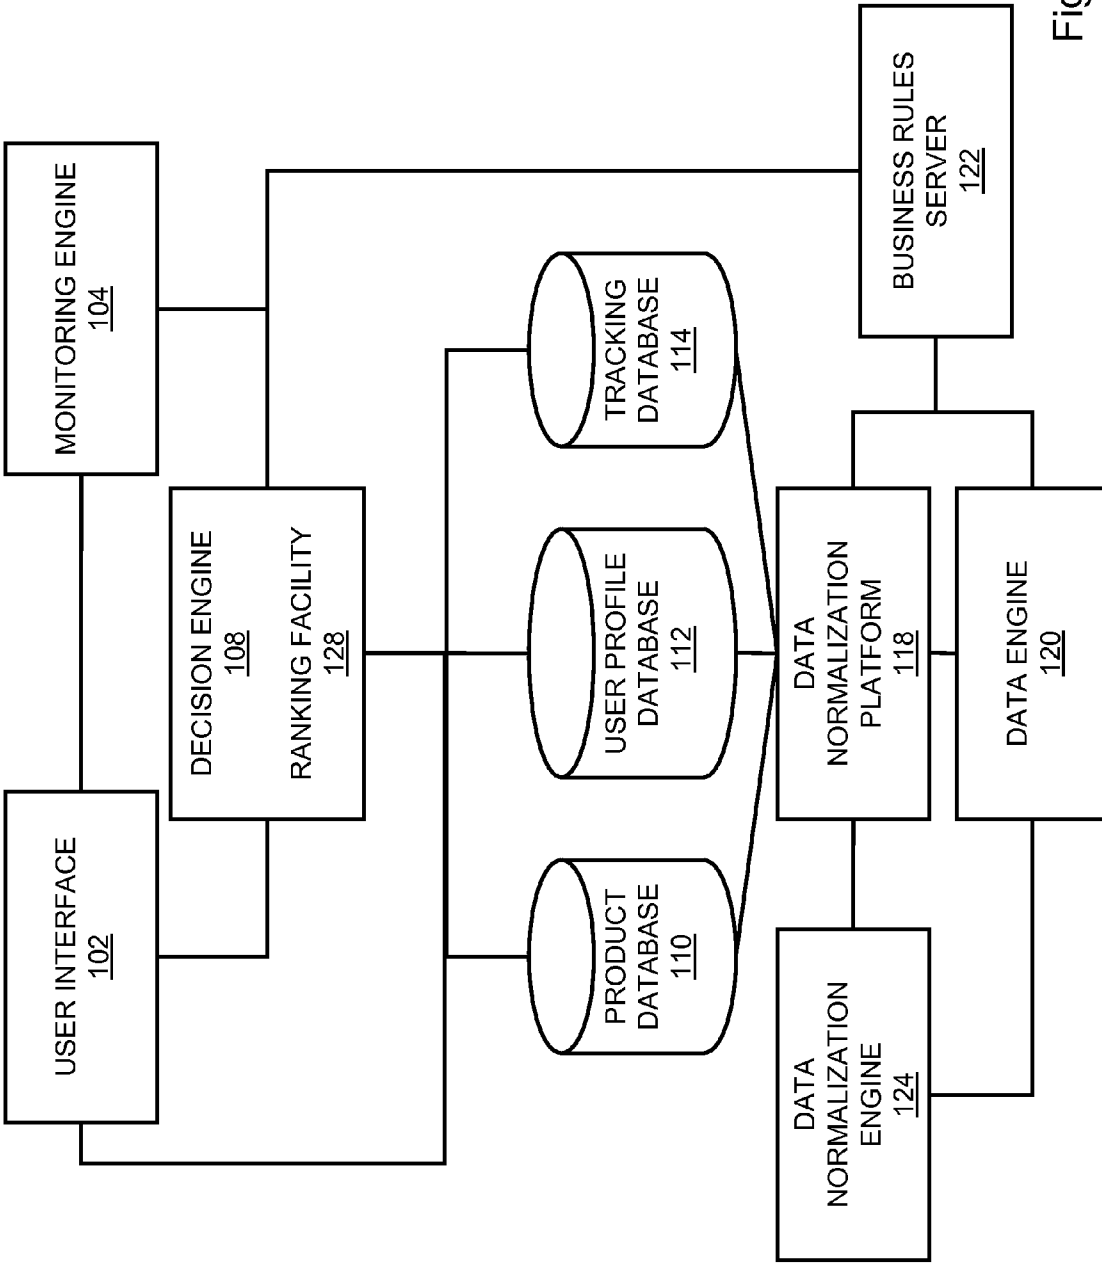 USER INTERFACE
102
MONITORING ENGINE
104
DECISION ENGINE
108
RANKING FACILITY
128
PRODUCT
DATABASE
110
USER PROFILE
DATABASE
112
TRACKING
DATABASE
114
DATA
NORMALIZATION
ENGINE
124
DATA
NORMALIZATION
PLATFORM
118
DATA ENGINE
120
BUSINESS RULES
SERVER
122
Fig